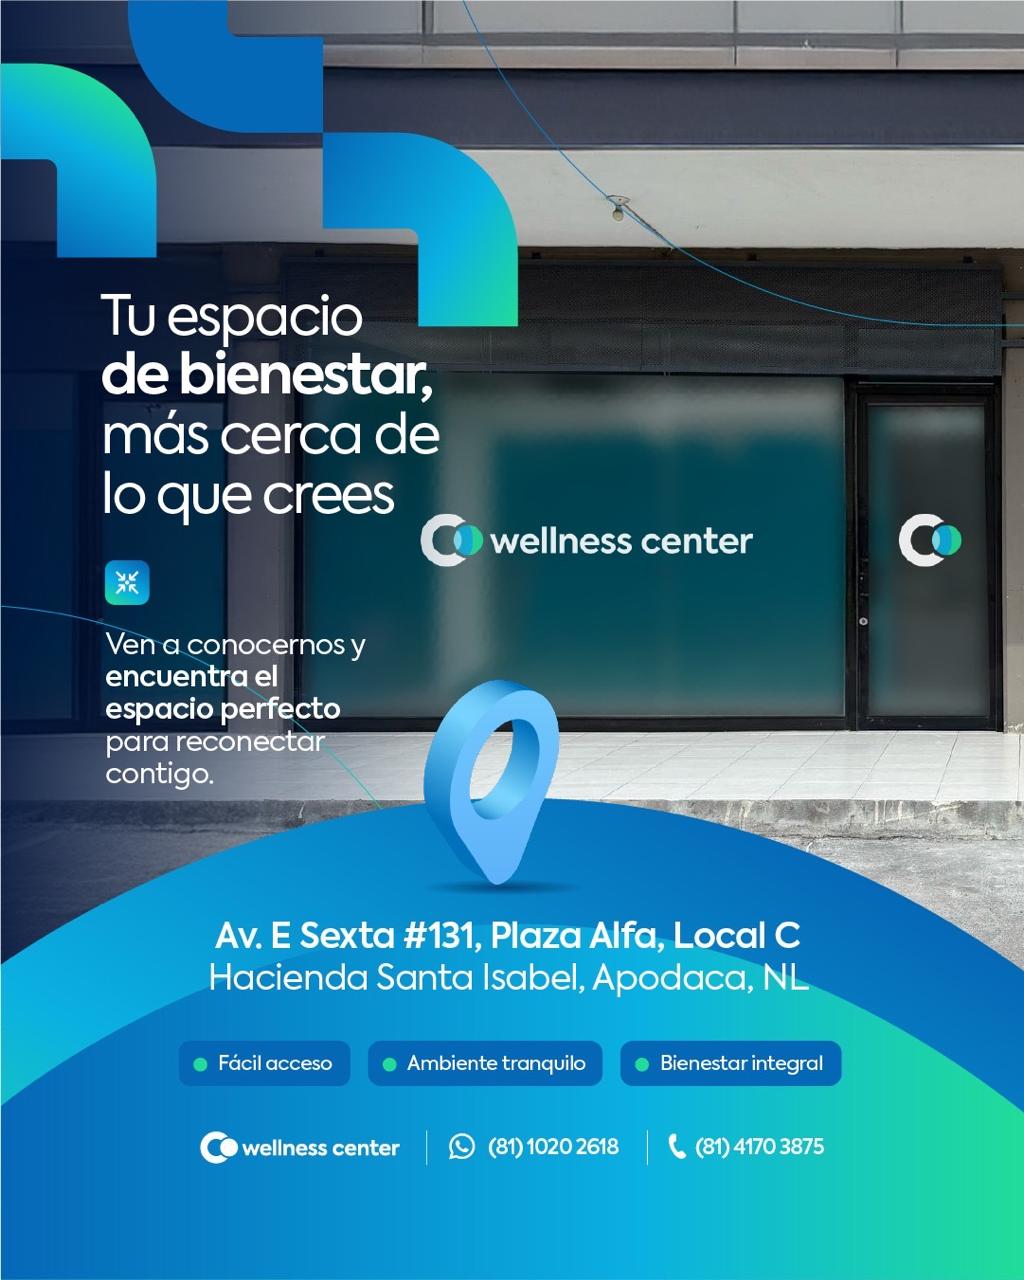 Tu espacio
de bienestar,
más cerca de
lo que crees
wellness center
Ven a conocernos y
encuentra el
espacio perfecto
para reconectar
contigo.
Av. E Sexta #131, Plaza Alfa, Local C
Hacienda Santa Isabel, Apodaca, NL
Fácil acceso
Ambiente tranquilo
Bienestar integral
wellness center
(81) 1020 2618
(81) 4170 3875